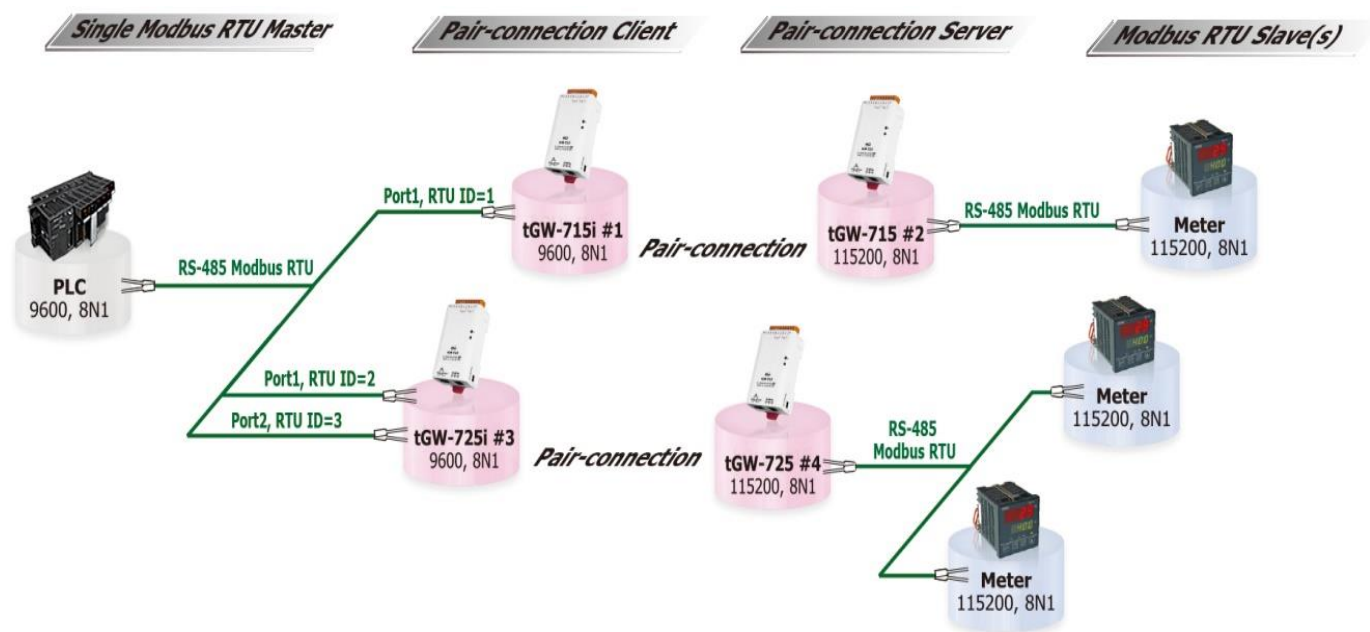 Single Modbus RTU Master
Pair-connection Client
Pair-connection Server
Modbus RTU Slave(s)
Port1, RTU ID=1
tGW-715i #1
9600, 8N1
Pair-connection
tGW-715 #2
115200, 8N1
RS-485 Modbus RTU
Meter
115200, 8N1
RS-485 Modbus RTU
PLC
9600, 8N1
Port1, RTU ID=2
Port2, RTU ID=3
tGW-725i #3
9600, 8N1
Pair-connection
tGW-725 #4
115200, 8N1
RS-485
Modbus RTU
Meter
115200, 8N1
Meter
115200, 8N1